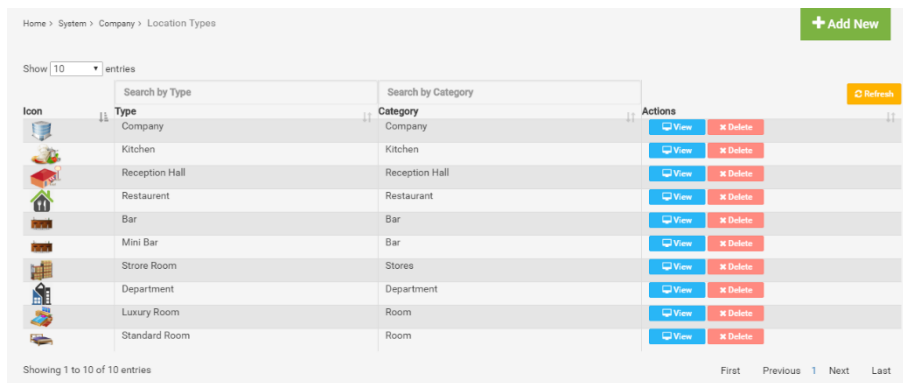 Home > System > Company > Location Types
Add New
Show 10 entries
Search by Type Search by Category
Refresh
Icon Type Category Actions
Company Company View Delete
Kitchen Kitchen View Delete
Reception Hall Reception Hall View Delete
Restaurent Restaurant View Delete
Bar Bar View Delete
Mini Bar Bar View Delete
Strore Room Stores View Delete
Department Department View Delete
Luxury Room Room View Delete
Standard Room Room View Delete
Showing 1 to 10 of 10 entries First Previous 1 Next Last